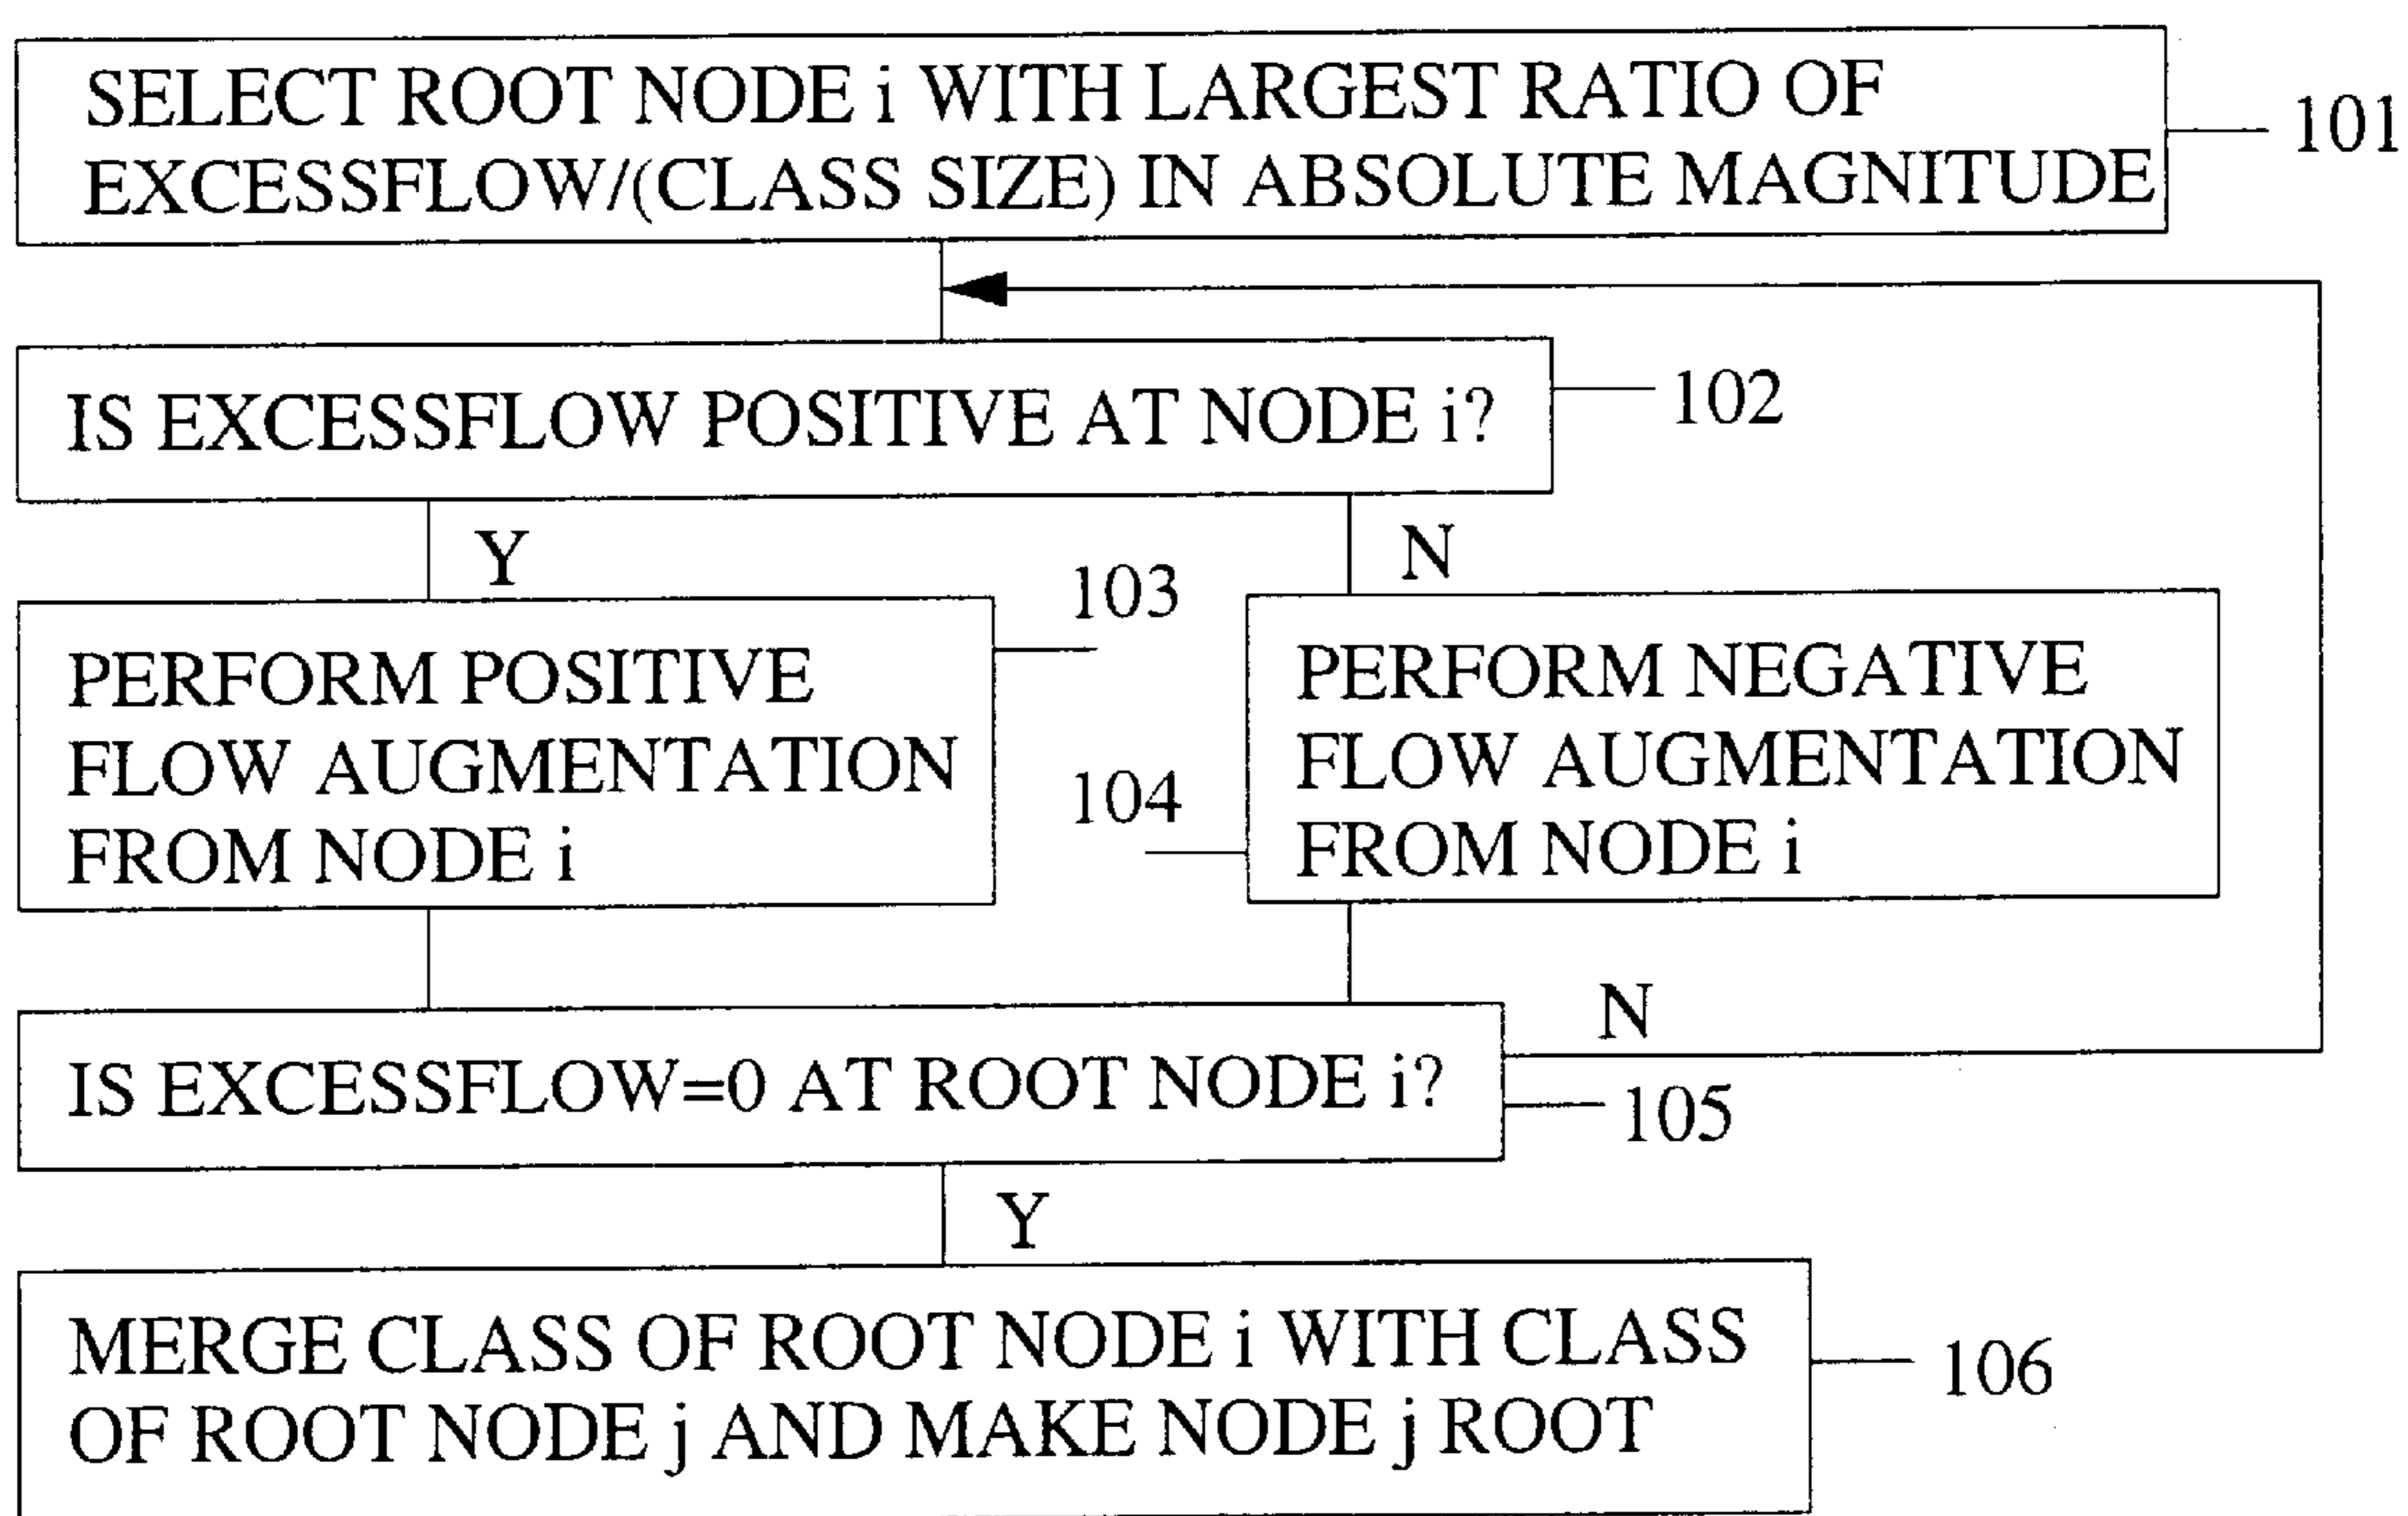 SELECT ROOT NODE i WITH LARGEST RATIO OF
EXCESSFLOW/(CLASS SIZE) IN ABSOLUTE MAGNITUDE
101
IS EXCESSFLOW POSITIVE AT NODE i?
102
Y
N
103
PERFORM POSITIVE
FLOW AUGMENTATION
FROM NODE i
104
PERFORM NEGATIVE
FLOW AUGMENTATION
FROM NODE i
IS EXCESSFLOW=0 AT ROOT NODE i?
N
105
Y
MERGE CLASS OF ROOT NODE i WITH CLASS
OF ROOT NODE j AND MAKE NODE j ROOT
106